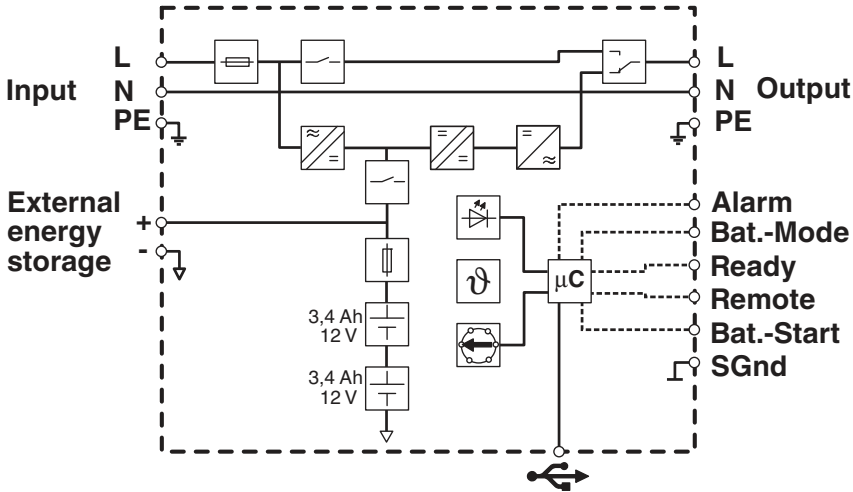 L
Input N
PE
L
N Output
PE
External
energy
storage
+
-
3,4 Ah
12 V
3,4 Ah
12 V
ϑ
µC
Alarm
Bat.-Mode
Ready
Remote
Bat.-Start
SGnd